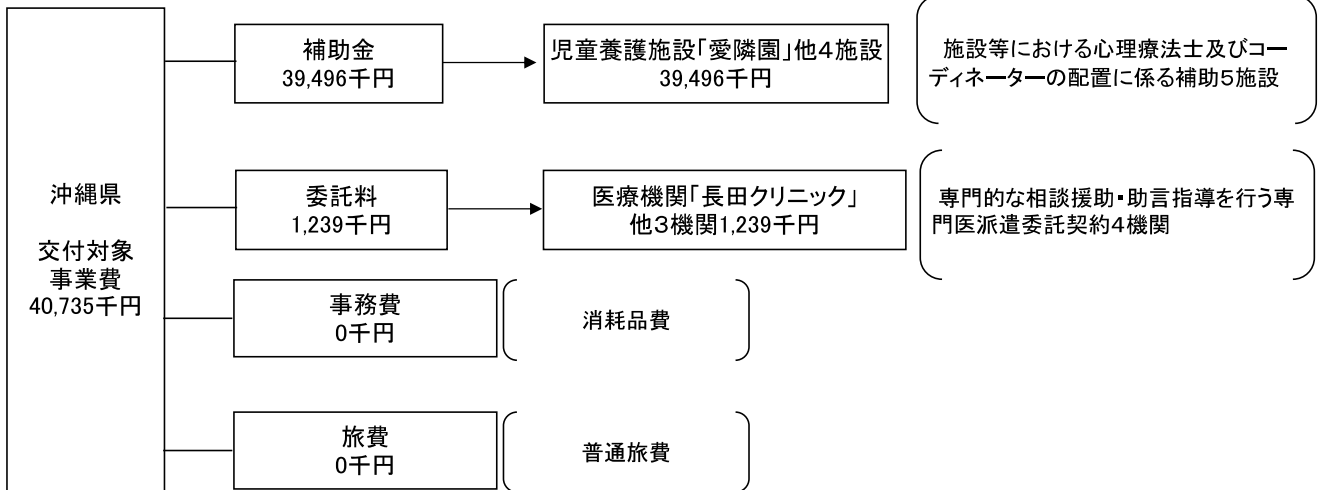 沖縄県
交付対象
事業費
40,735千円
補助金
39,496千円
児童養護施設「愛隣園」他4施設
39,496千円
施設等における心理療法士及びコー
ディネーターの配置に係る補助5施設
委託料
1,239千円
医療機関「長田クリニック」
他3機関1,239千円
専門的な相談援助・助言指導を行う専
門医派遣委託契約4機関
事務費
0千円
消耗品費
旅費
0千円
普通旅費